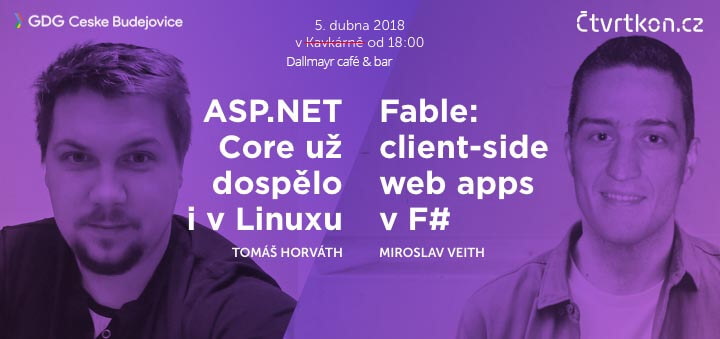 GDG Ceske Budejovice
5. dubna 2018
v Kavkárně od 18:00
Dallmayr café & bar
Čtvrtkon.cz
ASP.NET
Core už
dospělo
i v Linuxu
TOMÁŠ HORVÁTH
Fable:
client-side
web apps
v F#
MIROSLAV VEITH